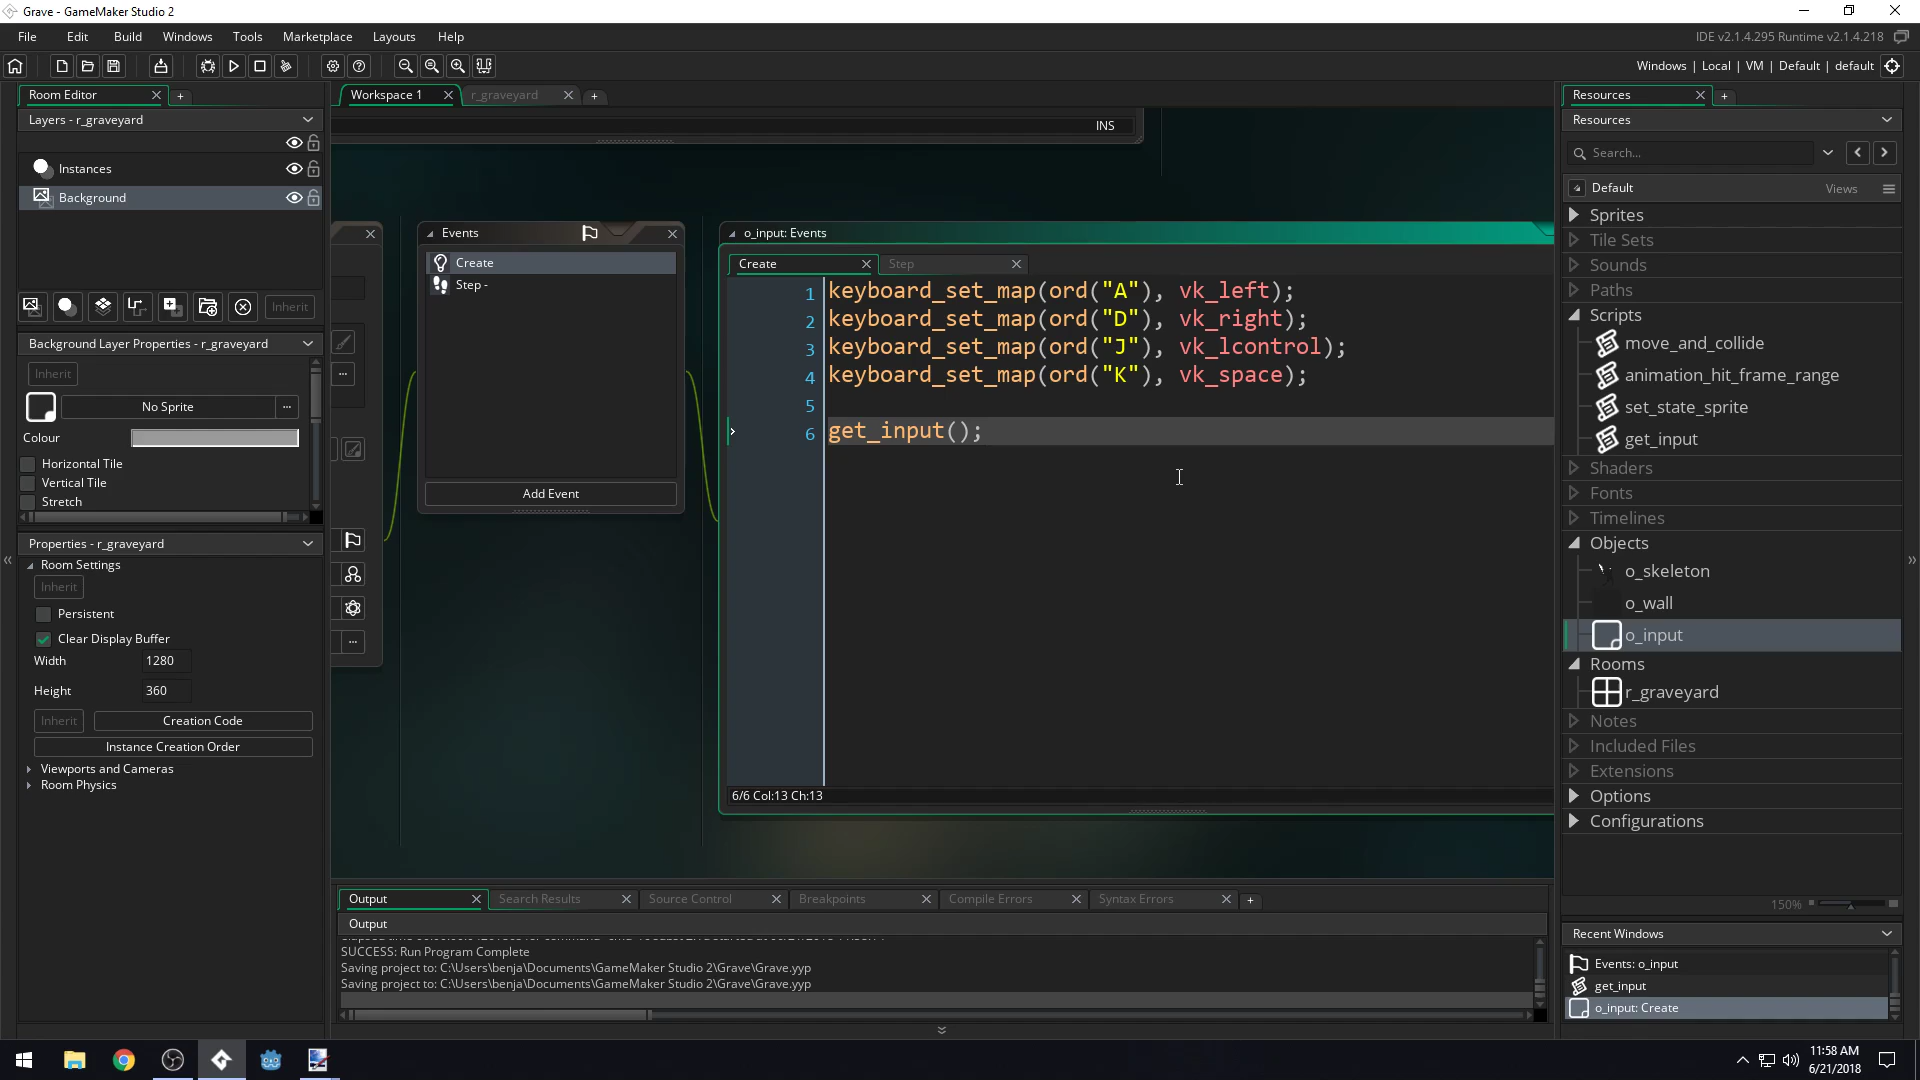 Grave - GameMaker Studio 2
File Edit Build Windows Tools Marketplace Layouts Help
IDE v2.1.4.295 Runtime v2.1.4.218
Windows | Local | VM | Default | default
Room Editor
Workspace 1
r_graveyard
Resources
Layers - r_graveyard
INS
Resources
Search...
Instances
Background
Default
Views
Events
o_input: Events
Create
Step -
Create
Step
1 keyboard_set_map(ord("A"), vk_left);
2 keyboard_set_map(ord("D"), vk_right);
3 keyboard_set_map(ord("J"), vk_lcontrol);
4 keyboard_set_map(ord("K"), vk_space);
5
6 get_input();
Add Event
6/6 Col:13 Ch:13
Inherit
Background Layer Properties - r_graveyard
Inherit
No Sprite
Colour
Horizontal Tile
Vertical Tile
Stretch
Properties - r_graveyard
Room Settings
Inherit
Persistent
Clear Display Buffer
Width 1280
Height 360
Inherit
Creation Code
Instance Creation Order
Viewports and Cameras
Room Physics
Sprites
Tile Sets
Sounds
Paths
Scripts
move_and_collide
animation_hit_frame_range
set_state_sprite
get_input
Shaders
Fonts
Timelines
Objects
o_skeleton
o_wall
o_input
Rooms
r_graveyard
Notes
Included Files
Extensions
Options
Configurations
150%
Output
Search Results
Source Control
Breakpoints
Compile Errors
Syntax Errors
Output
SUCCESS: Run Program Complete
Saving project to: C:\Users\benja\Documents\GameMaker Studio 2\Grave\Grave.yyp
Saving project to: C:\Users\benja\Documents\GameMaker Studio 2\Grave\Grave.yyp
Recent Windows
Events: o_input
get_input
o_input: Create
11:58 AM
6/21/2018